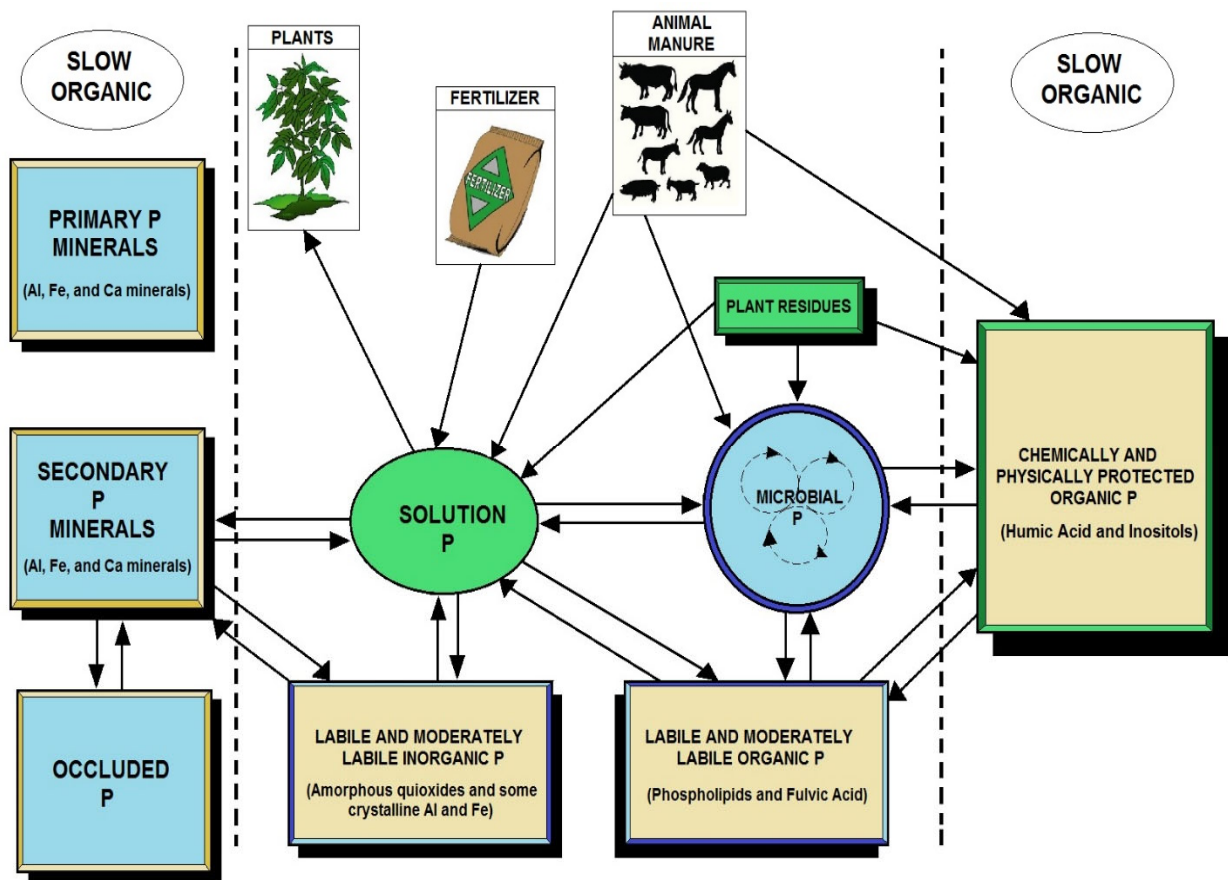 SLOW
ORGANIC
PLANTS
FERTILIZER
FERTILIZER
ANIMAL
MANURE
SLOW
ORGANIC
PRIMARY P
MINERALS
(Al, Fe, and Ca minerals)
PLANT RESIDUES
SECONDARY
P
MINERALS
(Al, Fe, and Ca minerals)
SOLUTION
P
MICROBIAL
P
CHEMICALLY AND
PHYSICALLY PROTECTED
ORGANIC P
(Humic Acid and Inositols)
OCCLUDED
P
LABILE AND MODERATELY
LABILE INORGANIC P
(Amorphous quioxides and some
crystalline Al and Fe)
LABILE AND MODERATELY
LABILE ORGANIC P
(Phospholipids and Fulvic Acid)